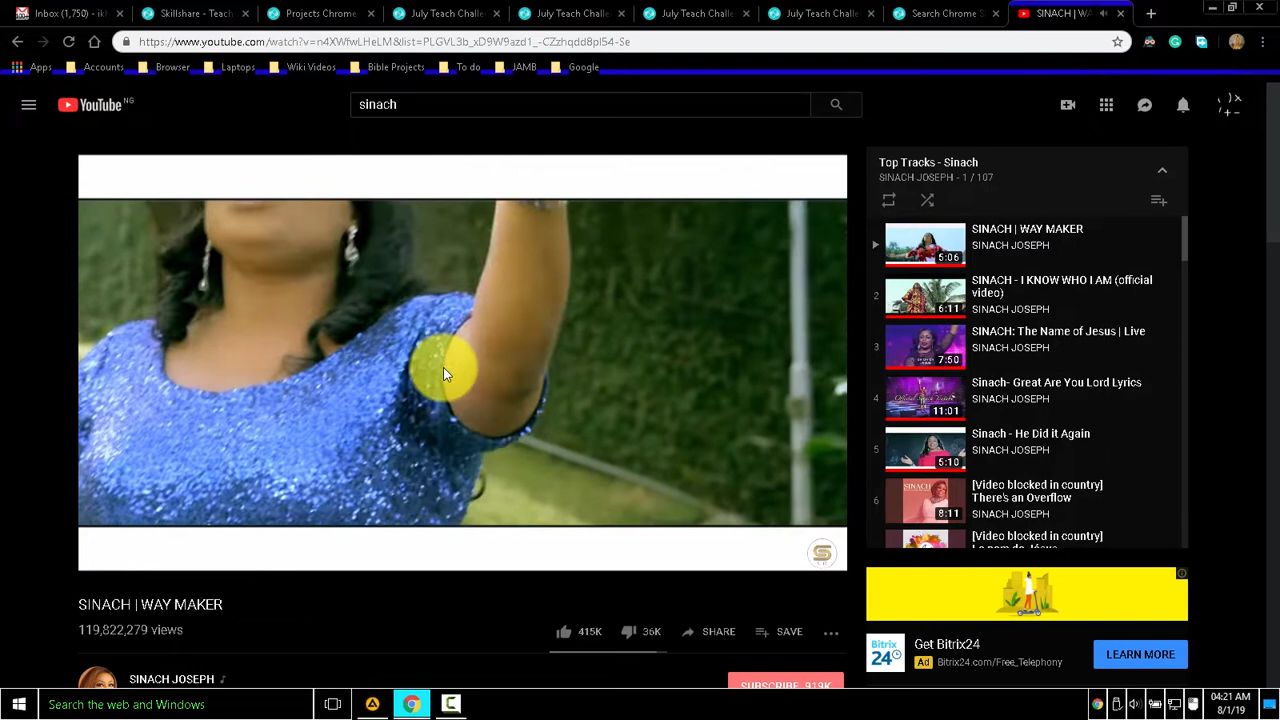 Inbox (1,750) - ik
Skillshare - Teac
Projects Chrome
July Teach Challe
July Teach Challe
July Teach Challe
July Teach Challe
Search Chrome S
SINACH | WA
https://www.youtube.com/watch?v=n4XWfwLHeLM&list=PLGVL3b_xD9W9azd1_-CZzhqdd8pl54-Se
Apps
Accounts
Browser
Laptops
Wiki Videos
Bible Projects
To do
JAMB
Google
YouTube NG
sinach
Top Tracks - Sinach
SINACH JOSEPH - 1 / 107
SINACH | WAY MAKER
SINACH JOSEPH
5:06
2
SINACH - I KNOW WHO I AM (official
video)
SINACH JOSEPH
6:11
3
SINACH: The Name of Jesus | Live
SINACH JOSEPH
7:50
4
Sinach- Great Are You Lord Lyrics
SINACH JOSEPH
11:01
5
Sinach - He Did it Again
SINACH JOSEPH
5:10
6
[Video blocked in country]
There's an Overflow
SINACH JOSEPH
8:11
[Video blocked in country]
SINACH | WAY MAKER
119,822,279 views
415K
36K
SHARE
SAVE
SINACH JOSEPH
SUBSCRIBE 919K
Bitrix
24
Get Bitrix24
Ad Bitrix24.com/Free_Telephony
LEARN MORE
Search the web and Windows
04:21 AM
8/1/19